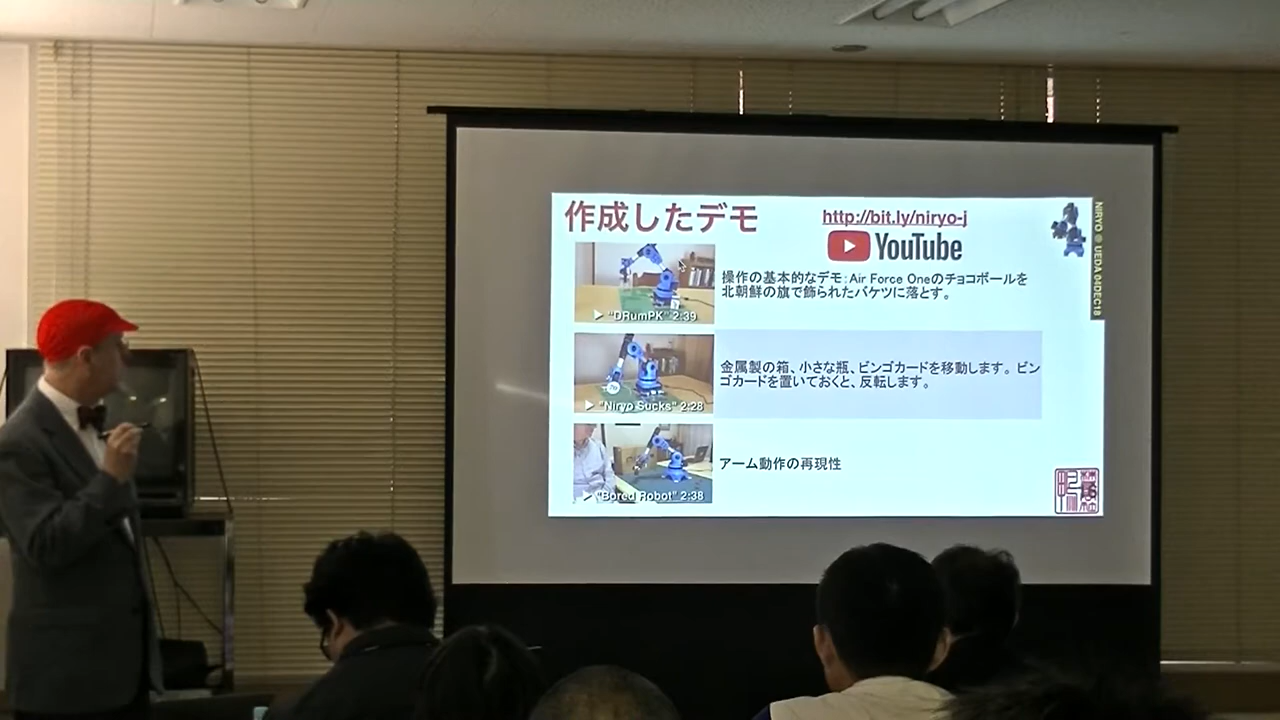 作成したデモ
http://bit.ly/niryo-j
YouTube
NIRYO @ UEDA 04DEC18
"DRumPK" 2:39
操作の基本的なデモ：Air Force Oneのチョコボールを
北朝鮮の旗で飾られたバケツに落とす。
"Niryo Sucks" 2:28
金属製の箱、小さな瓶、ビンゴカードを移動します。ビン
ゴカードを置いておくと、反転します。
"Bored Robot" 2:38
アーム動作の再現性